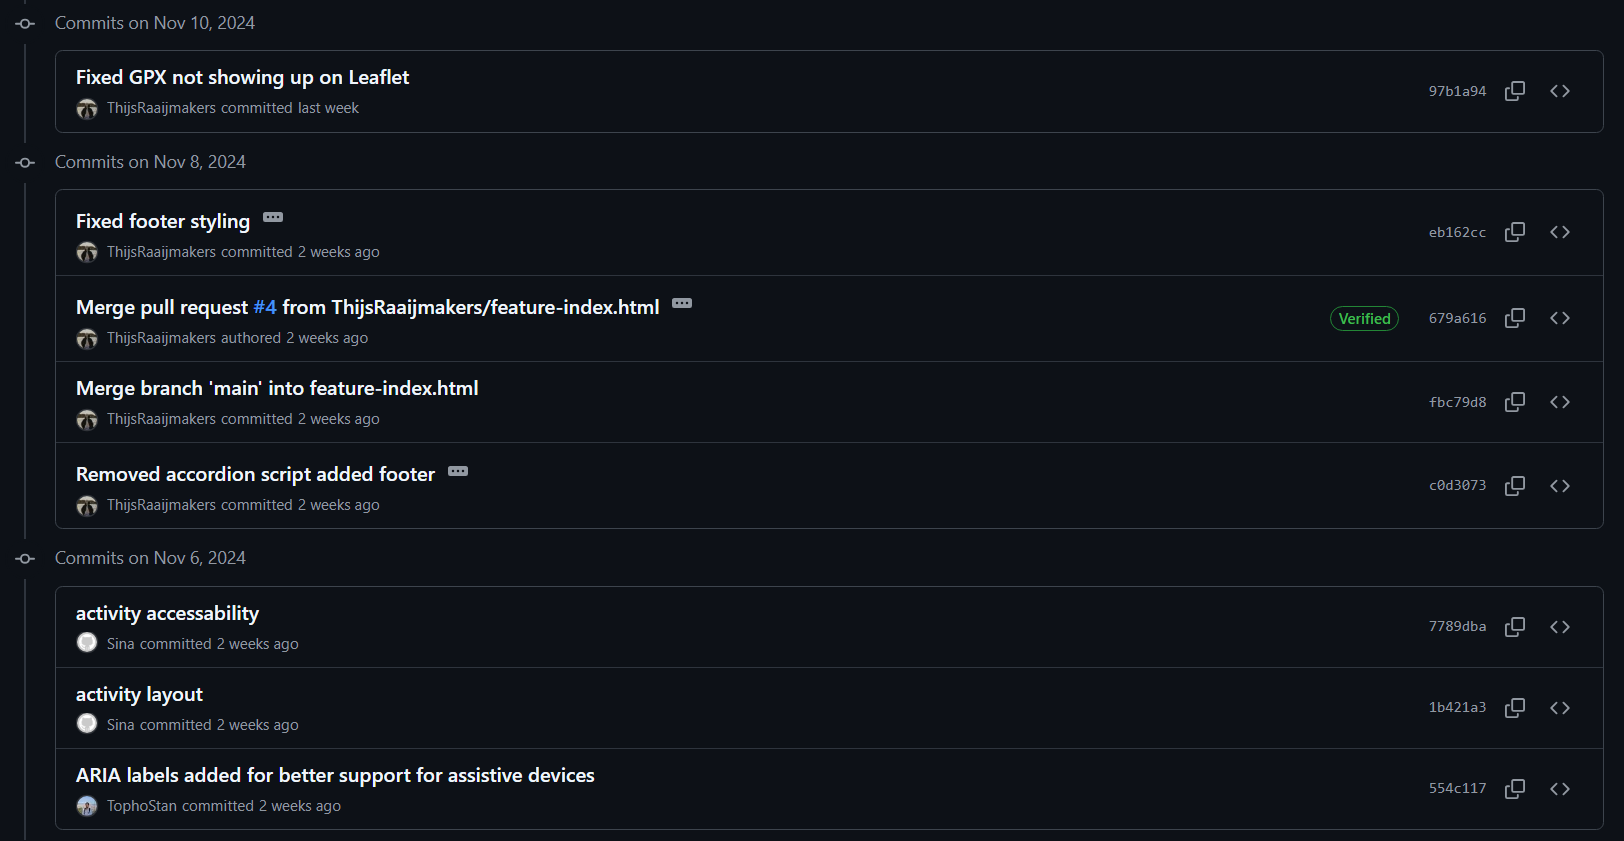 Commits on Nov 10, 2024
Fixed GPX not showing up on Leaflet
97b1a94
ThijsRaaijmakers committed last week
Commits on Nov 8, 2024
Fixed footer styling
eb162cc
ThijsRaaijmakers committed 2 weeks ago
Merge pull request #4 from ThijsRaaijmakers/feature-index.html
Verified 679a616
ThijsRaaijmakers authored 2 weeks ago
Merge branch 'main' into feature-index.html
fbc79d8
ThijsRaaijmakers committed 2 weeks ago
Removed accordion script added footer
c0d3073
ThijsRaaijmakers committed 2 weeks ago
Commits on Nov 6, 2024
activity accessability
7789dba
Sina committed 2 weeks ago
activity layout
1b421a3
Sina committed 2 weeks ago
ARIA labels added for better support for assistive devices
554c117
TophoStan committed 2 weeks ago